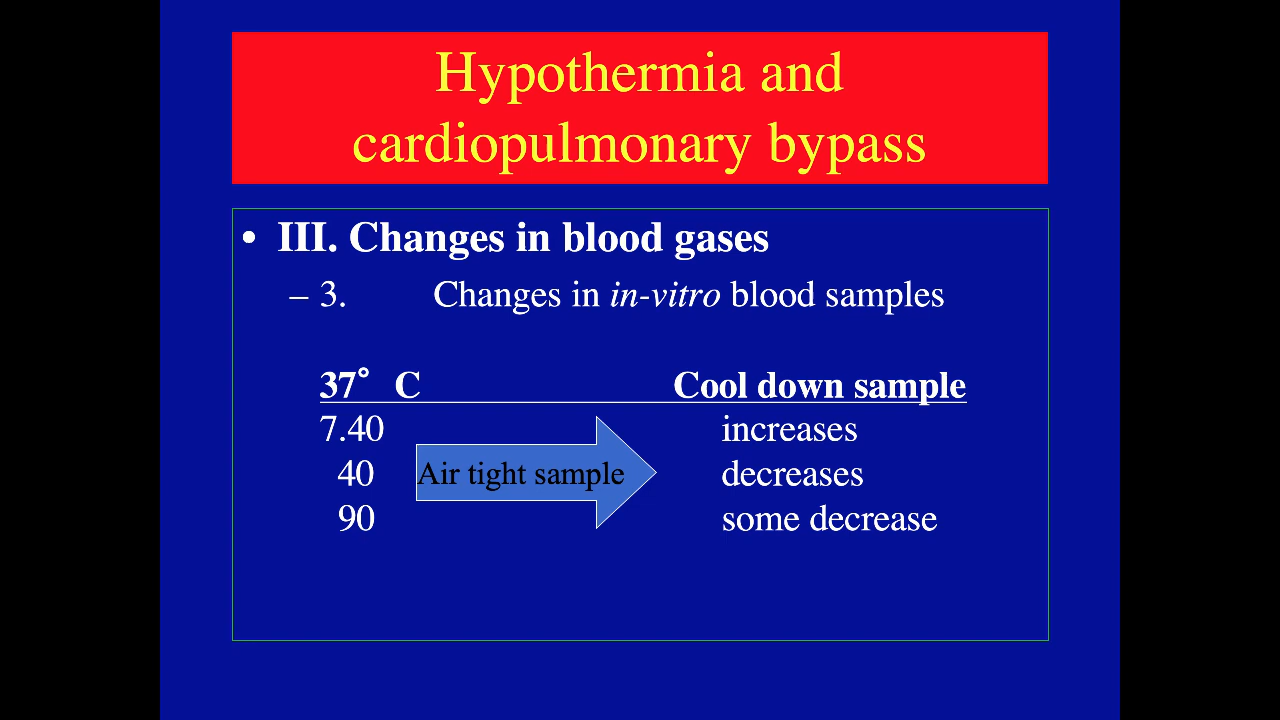 Hypothermia and
cardiopulmonary bypass
• III. Changes in blood gases
– 3. Changes in in-vitro blood samples
37° C Cool down sample
7.40 increases
40 Air tight sample decreases
90 some decrease